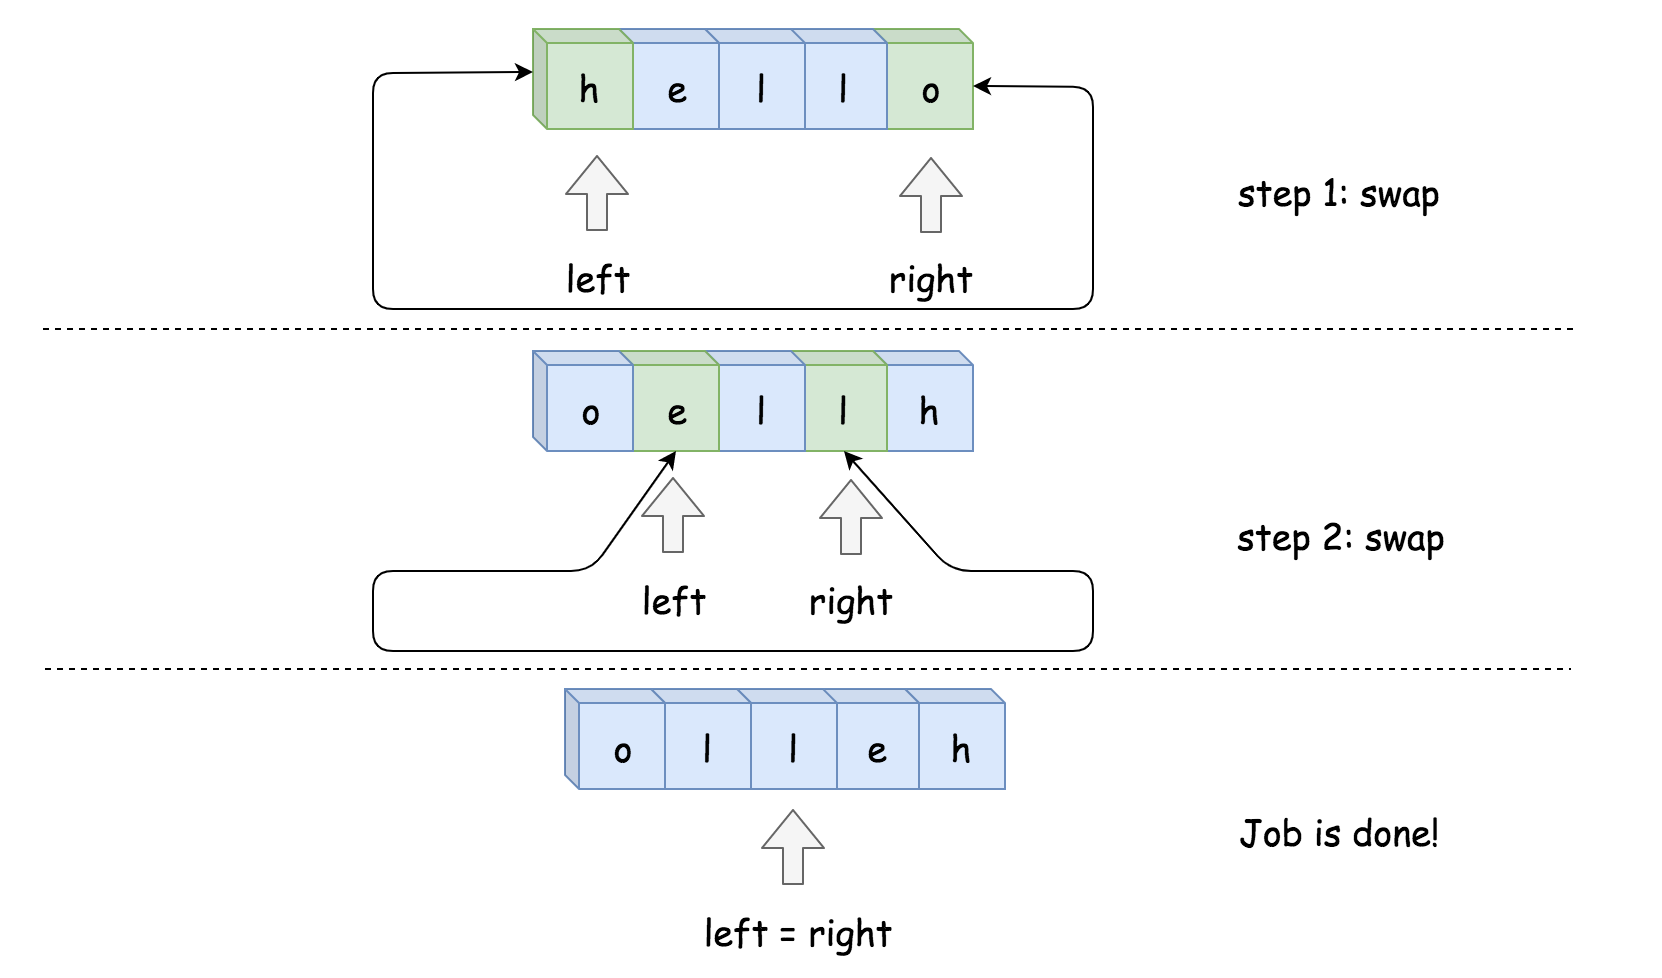 h e l l o
step 1: swap
left right
o e l l h
step 2: swap
left right
o l l e h
Job is done!
left = right